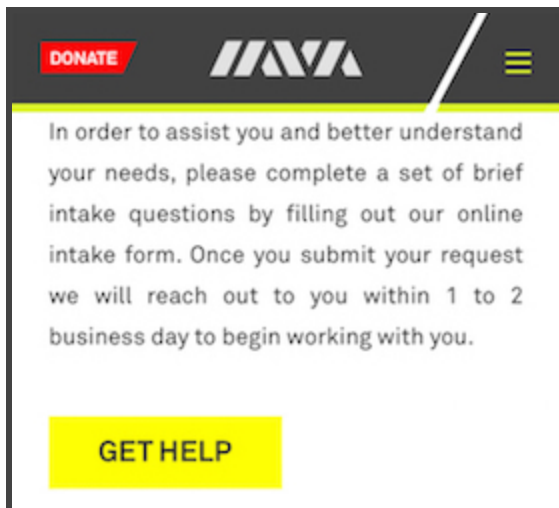 DONATE
IAVA
In order to assist you and better understand
your needs, please complete a set of brief
intake questions by filling out our online
intake form. Once you submit your request
we will reach out to you within 1 to 2
business day to begin working with you.
GET HELP